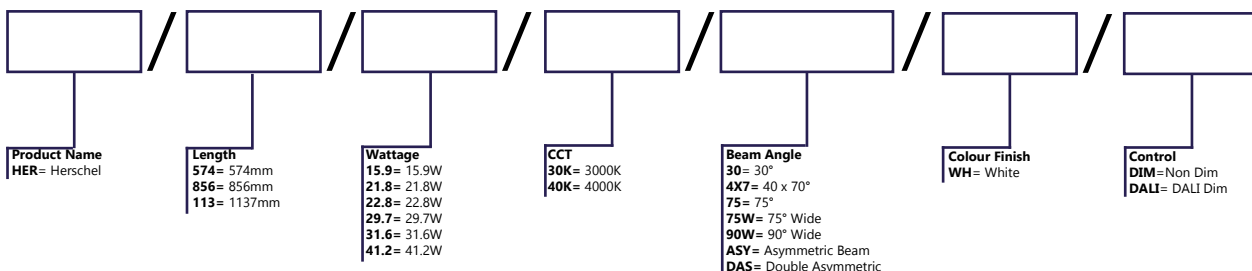 / / / / / /
Product Name
HER= Herschel
Length
574= 574mm
856= 856mm
113= 1137mm
Wattage
15.9= 15.9W
21.8= 21.8W
22.8= 22.8W
29.7= 29.7W
31.6= 31.6W
41.2= 41.2W
CCT
30K= 3000K
40K= 4000K
Beam Angle
30= 30°
4X7= 40 x 70°
75= 75°
75W= 75° Wide
90W= 90° Wide
ASY= Asymmetric Beam
DAS= Double Asymmetric
Colour Finish
WH= White
Control
DIM=Non Dim
DALI= DALI Dim